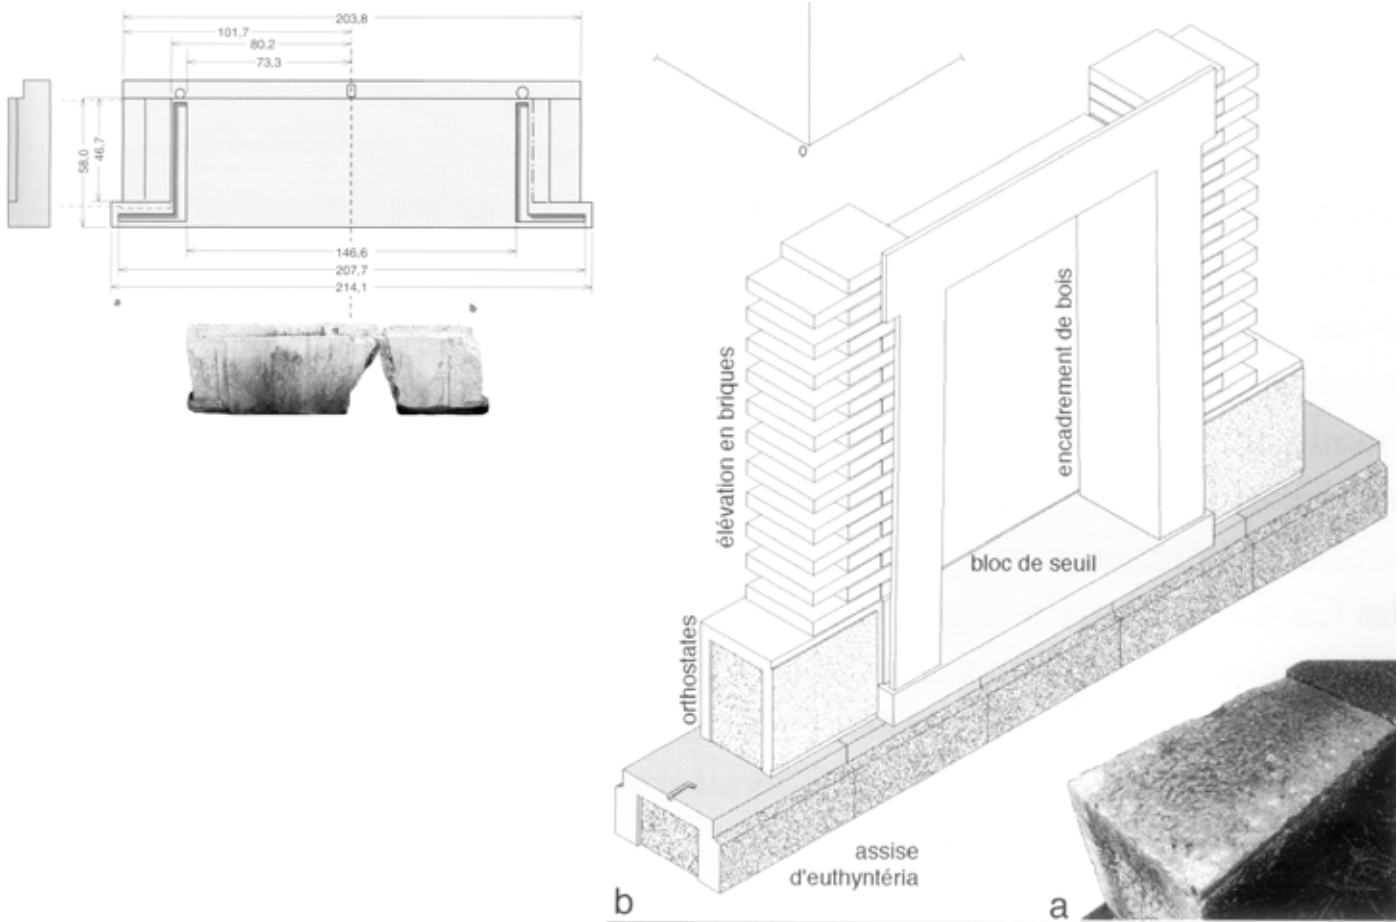 203,8
101,7
80,2
73,3
58,0
46,7
146,6
207,7
214,1
a
b
0
élévation en briques
encadrement de bois
bloc de seuil
orthostates
assise
d'euthyntéria
b
a